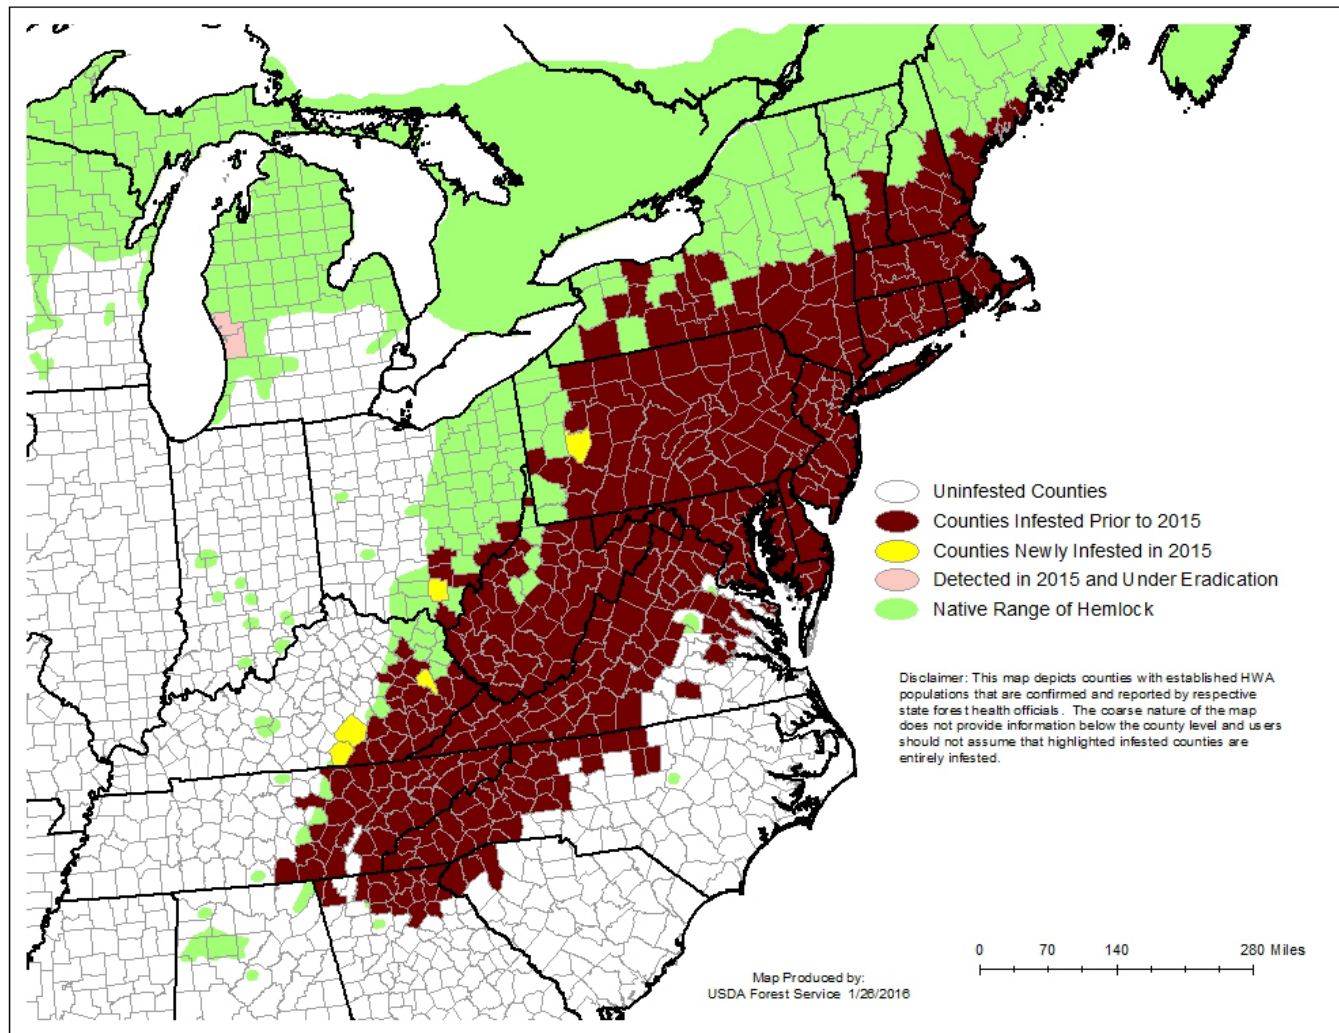 Uninfested Counties
Counties Infested Prior to 2015
Counties Newly Infested in 2015
Detected in 2015 and Under Eradication
Native Range of Hemlock
Disclaimer: This map depicts counties with established HWA
populations that are confirmed and reported by respective
state forest health officials. The coarse nature of the map
does not provide information below the county level and users
should not assume that highlighted infested counties are
entirely infested.
0 70 140 280 Miles
Map Produced by:
USDA Forest Service 1/26/2016